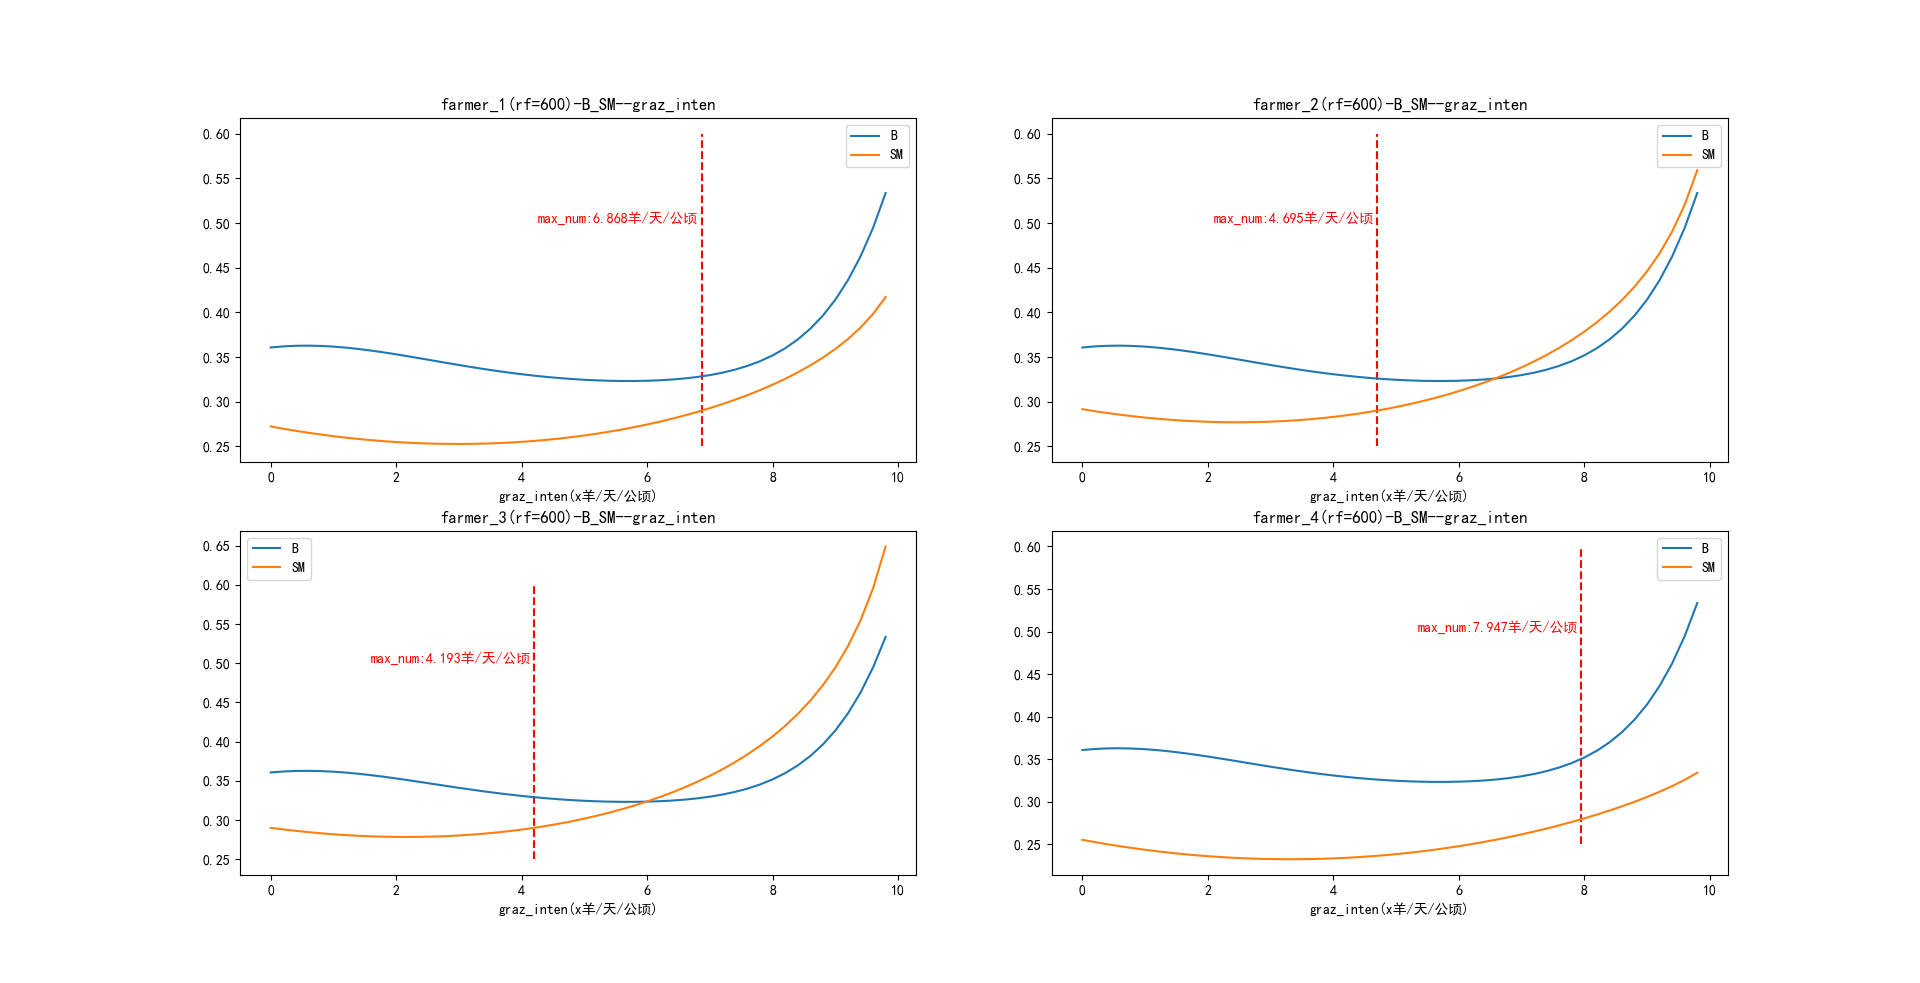 farmer_1(rf=600)-B_SM--graz_inten
0.60
0.55
0.50
0.45
0.40
0.35
0.30
0.25
B
SM
max_num:6.868羊/天/公顷
0 2 4 6 8 10
graz_inten(x羊/天/公顷)
farmer_2(rf=600)-B_SM--graz_inten
0.60
0.55
0.50
0.45
0.40
0.35
0.30
0.25
B
SM
max_num:4.695羊/天/公顷
0 2 4 6 8 10
graz_inten(x羊/天/公顷)
farmer_3(rf=600)-B_SM--graz_inten
0.65
0.60
0.55
0.50
0.45
0.40
0.35
0.30
0.25
B
SM
max_num:4.193羊/天/公顷
0 2 4 6 8 10
graz_inten(x羊/天/公顷)
farmer_4(rf=600)-B_SM--graz_inten
0.60
0.55
0.50
0.45
0.40
0.35
0.30
0.25
B
SM
max_num:7.947羊/天/公顷
0 2 4 6 8 10
graz_inten(x羊/天/公顷)